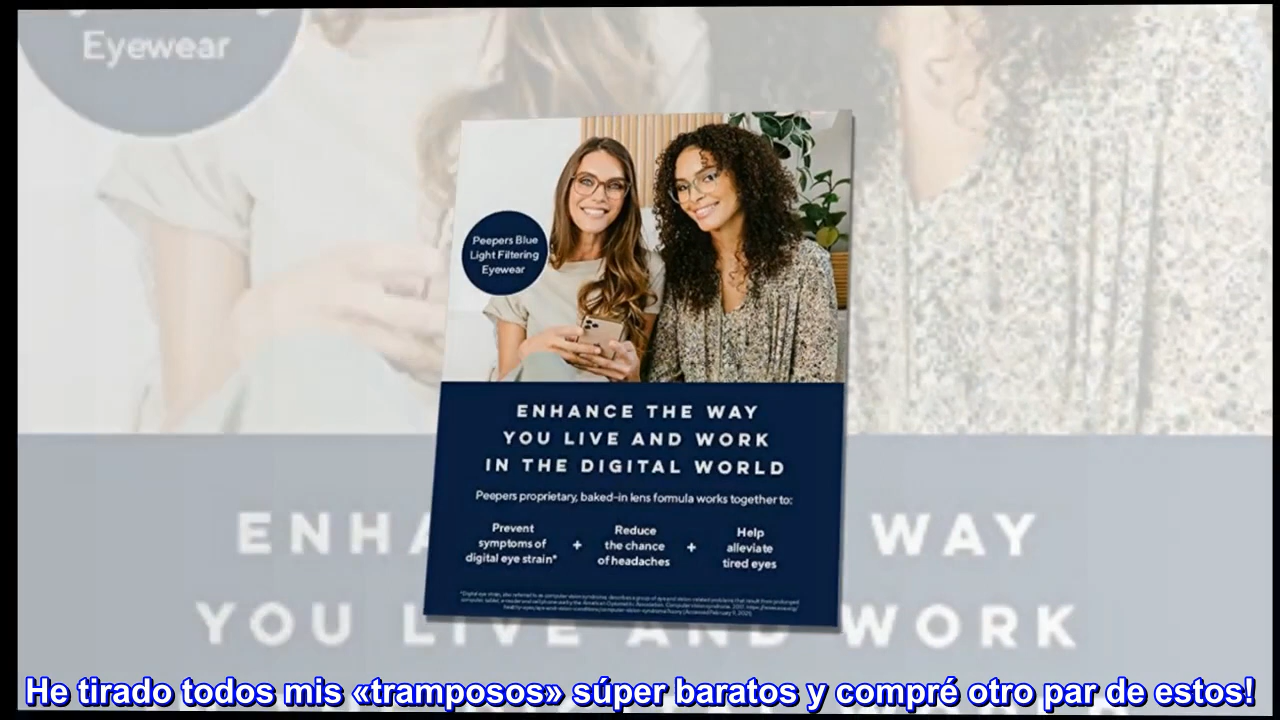 Eyewear
Peepers Blue
Light Filtering
Eyewear
ENHANCE THE WAY
YOU LIVE AND WORK
IN THE DIGITAL WORLD
Peepers proprietary, baked-in lens formula works together to:
Prevent
symptoms of
digital eye strain*
+
Reduce
the chance
of headaches
+
Help
alleviate
tired eyes
ENHA WAY
YOU LIVE AND WORK
He tirado todos mis «tramposos» súper baratos y compré otro par de estos!